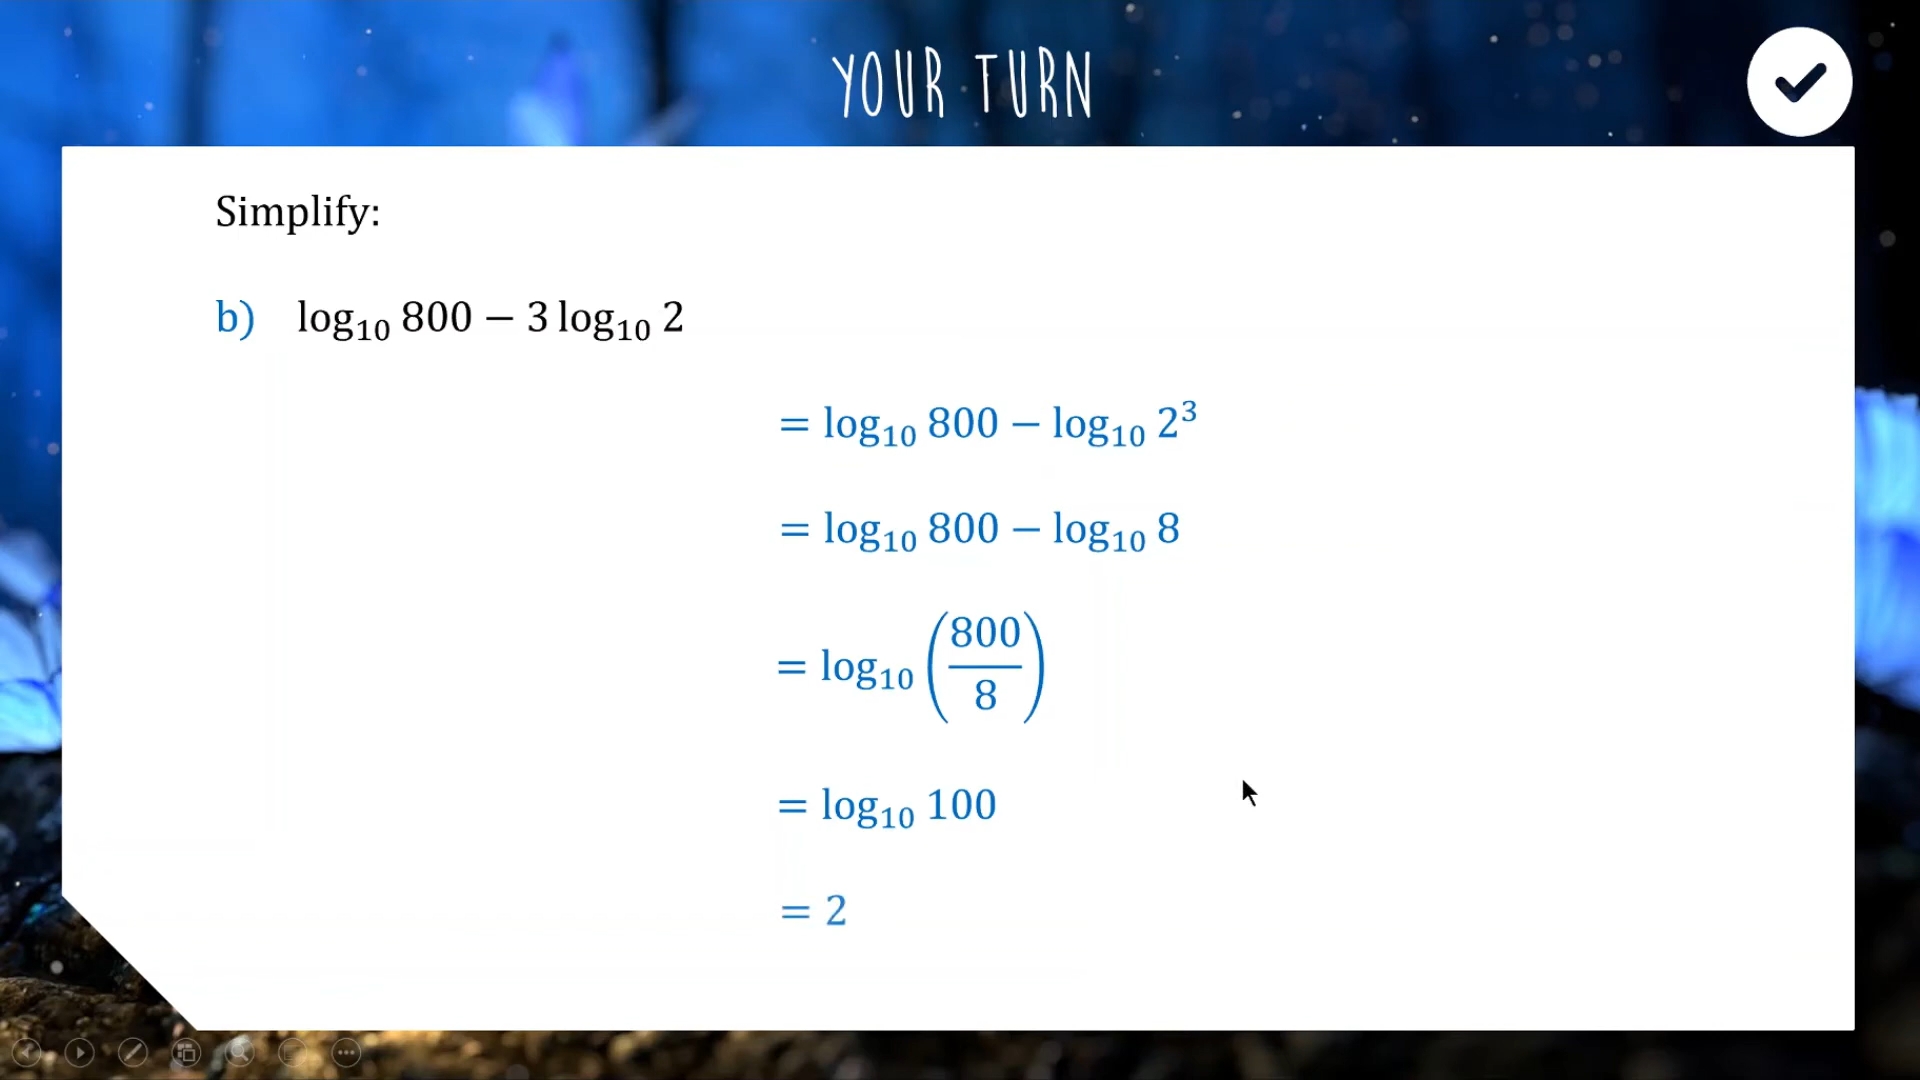 YOUR TURN
Simplify:
b) log₁₀ 800 − 3 log₁₀ 2
= log₁₀ 800 − log₁₀ 2³
= log₁₀ 800 − log₁₀ 8
= log₁₀ (800/8)
= log₁₀ 100
= 2